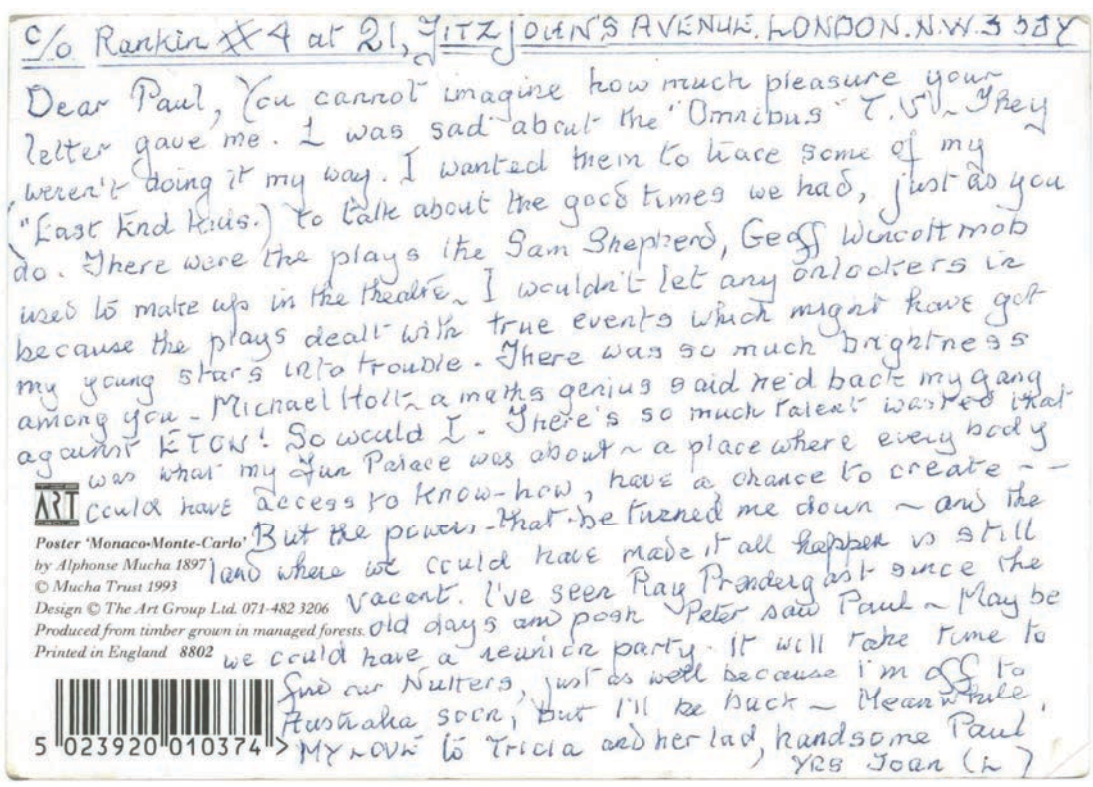 c/o Rankin #4 at 21, FITZJOHN'S AVENUE. LONDON. N.W.3 5JY
Dear Paul, You cannot imagine how much pleasure your
letter gave me. I was sad about the "Omnibus" T.V. ~ They
weren't doing it my way. I wanted them to trace some of my
"East End Kids.) to talk about the good times we had, just as you
do. There were the plays the Sam Shepherd, Geoff Wincott mob
used to make up in the theatre ~ I wouldn't let any onlookers in
because the plays dealt with true events which might have got
my young stars into trouble. There was so much brightness
among you - Michael Holt ~ a maths genius said he'd back my gang
against ETON! So would I - There's so much talent wasted that
was what my Fun Palace was about ~ a place where every body
could have access to know-how, have a chance to create - -
But the powers-that-be turned me down ~ and the
land where we could have made it all happen is still
vacant. I've seen Ray Prendergast since the
old days and posh Peter saw Paul ~ May be
we could have a reunion party. It will take time to
find our Nutters, just as well because i'm off to
Australia soon, but I'll be back ~ Meanwhile,
MY LOVE to Tricia and her lad, handsome Paul
YRS Joan (L)
ART
Poster 'Monaco•Monte-Carlo'
by Alphonse Mucha 1897
© Mucha Trust 1993
Design © The Art Group Ltd. 071-482 3206
Produced from timber grown in managed forests.
Printed in England 8802
5 023920 010374 >